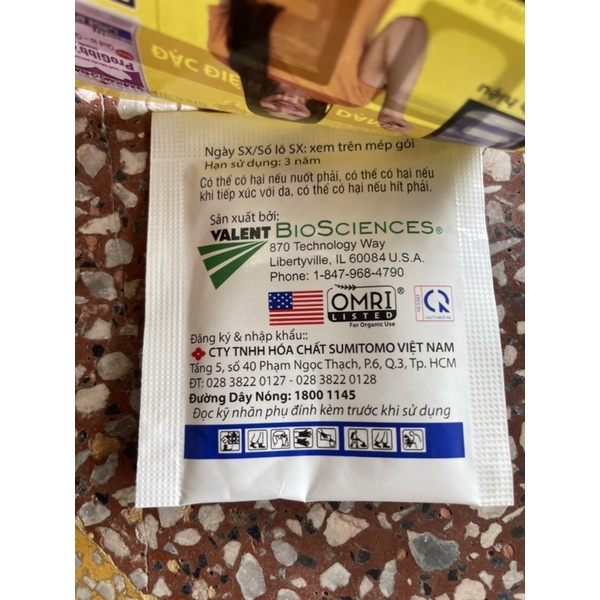 ProGibb
ĐẶC ĐIỂ
Ngày SX/Số lô SX: xem trên mép gói
Hạn sử dụng: 3 năm
Có thể có hại nếu nuốt phải, có thể có hại nếu
khi tiếp xúc với da, có thể có hại nếu hít phải.
Sản xuất bởi:
VALENT BIOSCIENCES®
870 Technology Way
Libertyville, IL 60084 U.S.A.
Phone: 1-847-968-4790
OMRI ®
LISTED
For Organic Use
Đăng ký & nhập khẩu::
CTY TNHH HÓA CHẤT SUMITOMO VIỆT NAM
Tầng 5, số 40 Phạm Ngọc Thạch, P.6, Q.3, Tp. HCM
ĐT: 028 3822 0127 - 028 3822 0128
Đường Dây Nóng: 1800 1145
Đọc kỹ nhãn phụ đính kèm trước khi sử dụng